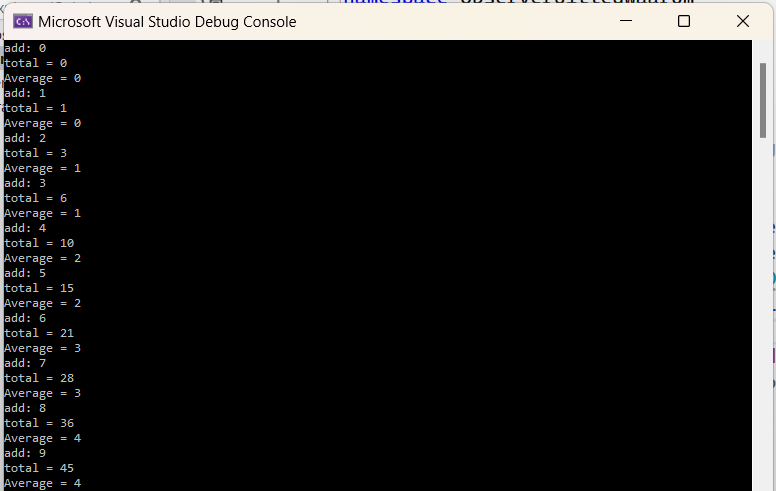 Microsoft Visual Studio Debug Console
add: 0
total = 0
Average = 0
add: 1
total = 1
Average = 0
add: 2
total = 3
Average = 1
add: 3
total = 6
Average = 1
add: 4
total = 10
Average = 2
add: 5
total = 15
Average = 2
add: 6
total = 21
Average = 3
add: 7
total = 28
Average = 3
add: 8
total = 36
Average = 4
add: 9
total = 45
Average = 4